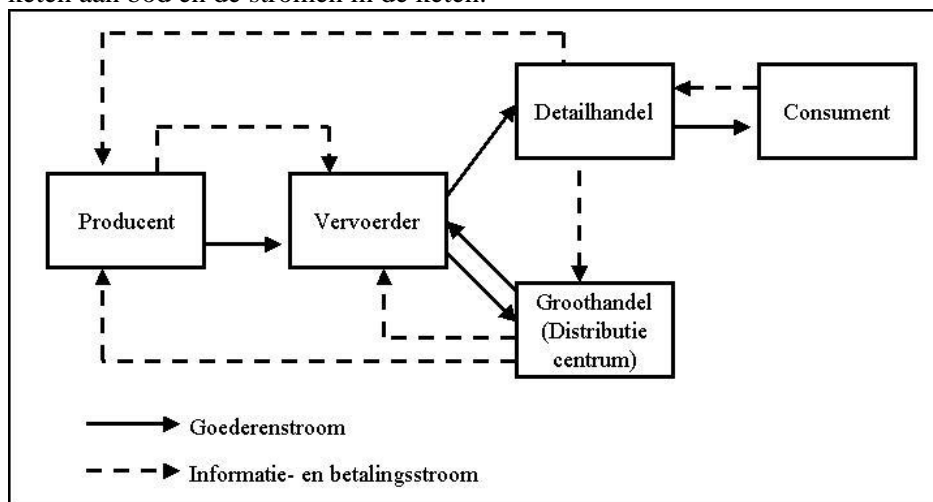 keten aan bod en de stromen in de keten.
Detailhandel
Consument
Producent
Vervoerder
Groothandel
(Distributie
centrum)
Goederenstroom
Informatie- en betalingsstroom